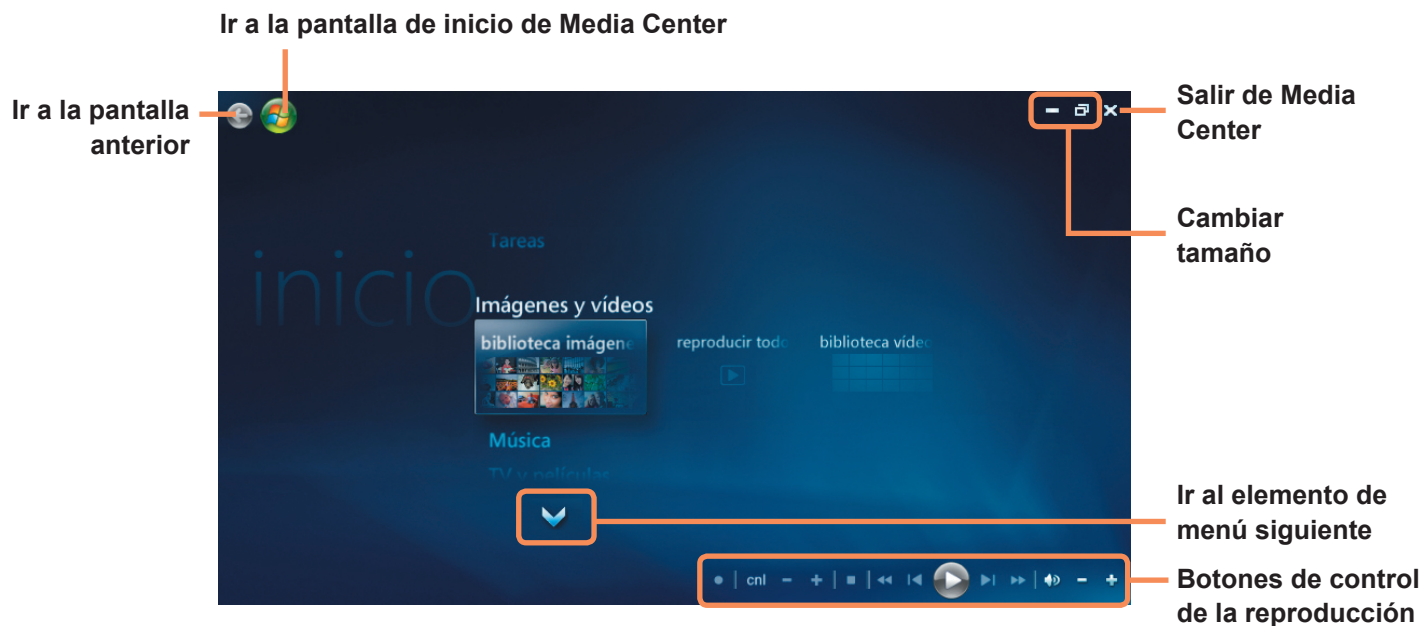 Ir a la pantalla de inicio de Media Center
Ir a la pantalla
anterior
Salir de Media
Center
Cambiar
tamaño
Tareas
inicio
Imágenes y vídeos
biblioteca imágene
reproducir todo
biblioteca vídeo
Música
TV y películas
Ir al elemento de
menú siguiente
cnl
Botones de control
de la reproducción